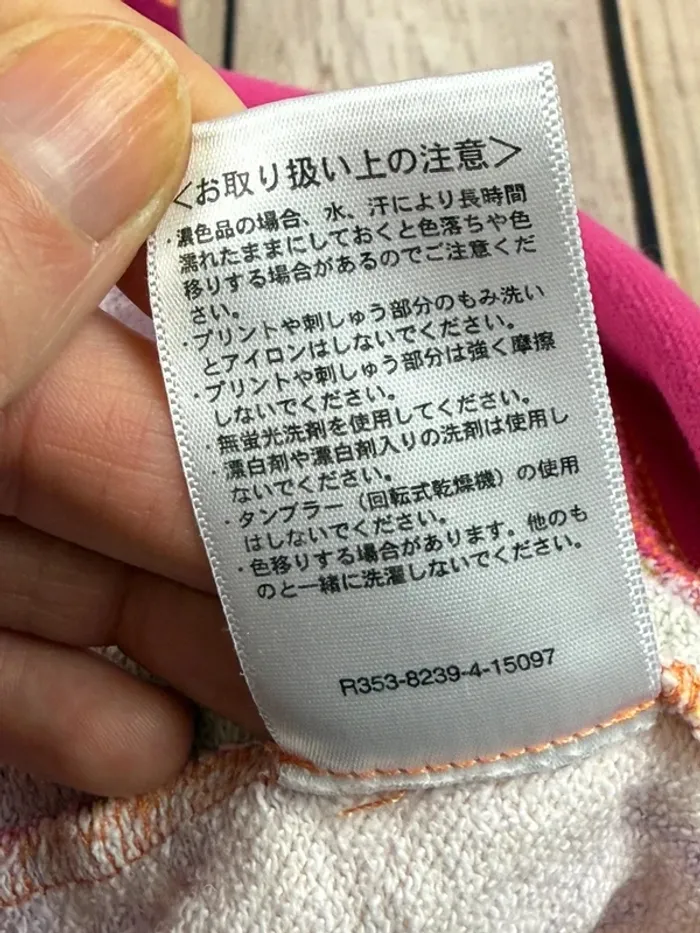 ＜お取り扱い上の注意＞
・濃色品の場合、水、汗により長時間
濡れたままにしておくと色落ちや色
移りする場合があるのでご注意くだ
さい。
・プリントや刺しゅう部分のもみ洗い
とアイロンはしないでください。
・プリントや刺しゅう部分は強く摩擦
しないでください。
・無蛍光洗剤を使用してください。
・漂白剤や漂白剤入りの洗剤は使用し
ないでください。
・タンブラー（回転式乾燥機）の使用
はしないでください。
・色移りする場合があります。他のも
のと一緒に洗濯しないでください。
R353-8239-4-15097